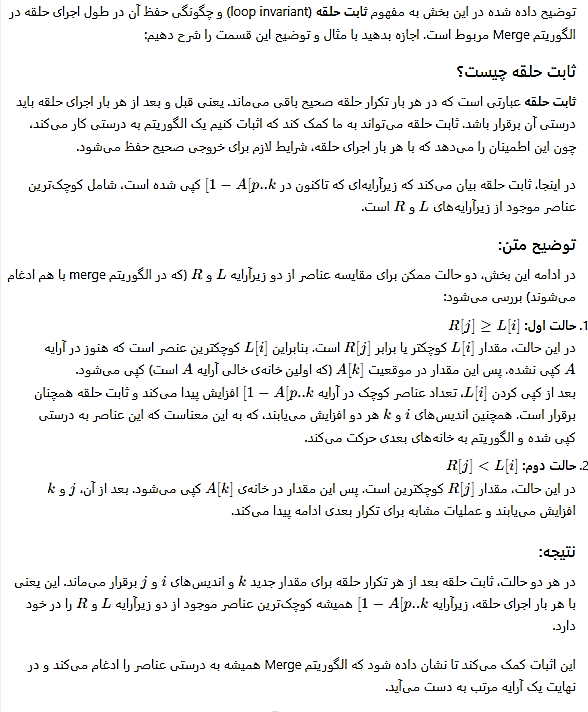 توضیح داده شده در این بخش به مفهوم ثابت حلقه (loop invariant) و چگونگی حفظ آن در طول اجرای حلقه در
الگوریتم Merge مربوط است. اجازه بدهید با مثال و توضیح این قسمت را شرح دهیم:
ثابت حلقه چیست؟
ثابت حلقه عبارتی است که در هر بار تکرار حلقه صحیح باقی می‌ماند. یعنی قبل و بعد از هر بار اجرای حلقه باید
درستی آن برقرار باشد. ثابت حلقه می‌تواند به ما کمک کند که اثبات کنیم یک الگوریتم به درستی کار می‌کند،
چون این اطمینان را می‌دهد که با هر بار اجرای حلقه، شرایط لازم برای خروجی صحیح حفظ می‌شود.
در اینجا، ثابت حلقه بیان می‌کند که زیرآرایه‌ای که تاکنون در [1 − A[p..k کپی شده است، شامل کوچک‌ترین
عناصر موجود از زیرآرایه‌های L و R است.
توضیح متن:
در ادامه این بخش، دو حالت ممکن برای مقایسه عناصر از دو زیرآرایه L و R (که در الگوریتم merge با هم ادغام
می‌شوند) بررسی می‌شود:
1. حالت اول: R[j] ≥ L[i]
در این حالت، مقدار L[i] کوچکتر یا برابر R[j] است. بنابراین L[i] کوچکترین عنصر است که هنوز در آرایه
A کپی نشده. پس این مقدار در موقعیت A[k] (که اولین خانه‌ی خالی آرایه A است) کپی می‌شود.
بعد از کپی کردن L[i]، تعداد عناصر کوچک در آرایه [1 − A[p..k افزایش پیدا می‌کند و ثابت حلقه همچنان
برقرار است. همچنین اندیس‌های i و k هر دو افزایش می‌یابند، که به این معناست که این عناصر به درستی
کپی شده و الگوریتم به خانه‌های بعدی حرکت می‌کند.
2. حالت دوم: R[j] < L[i]
در این حالت، مقدار R[j] کوچکترین است. پس این مقدار در خانه‌ی A[k] کپی می‌شود. بعد از آن، j و k
افزایش می‌یابند و عملیات مشابه برای تکرار بعدی ادامه پیدا می‌کند.
نتیجه:
در هر دو حالت، ثابت حلقه بعد از هر تکرار حلقه برای مقدار جدید k و اندیس‌های i و j برقرار می‌ماند. این یعنی
با هر بار اجرای حلقه، زیرآرایه [1 − A[p..k همیشه کوچک‌ترین عناصر موجود از دو زیرآرایه L و R را در خود
دارد.
این اثبات کمک می‌کند تا نشان داده شود که الگوریتم Merge همیشه به درستی عناصر را ادغام می‌کند و در
نهایت یک آرایه مرتب به دست می‌آید.